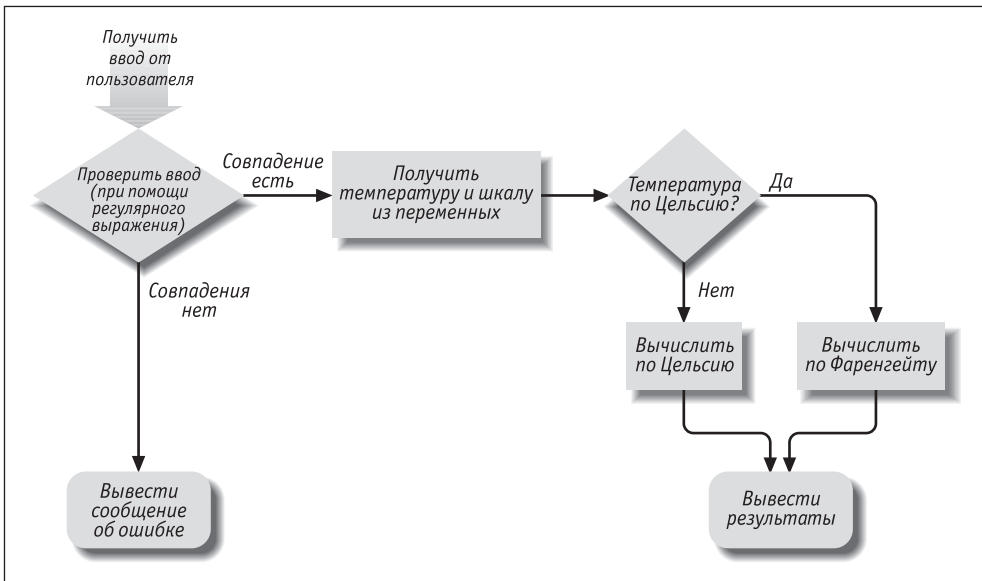 Получить
ввод от
пользователя
Проверить ввод
(при помощи
регулярного
выражения)
Совпадение
есть
Получить
температуру и шкалу
из переменных
Температура
по Цельсию?
Да
Совпадения
нет
Нет
Вычислить
по Цельсию
Вычислить
по Фаренгейту
Вывести
сообщение
об ошибке
Вывести
результаты